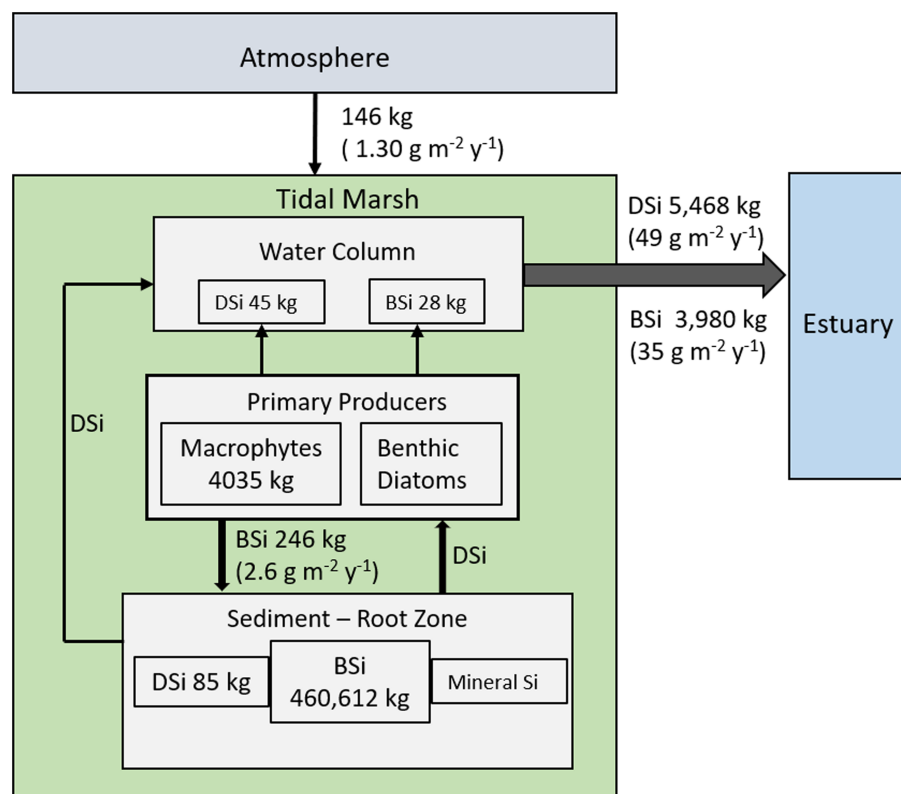 Atmosphere
146 kg
( 1.30 g m⁻² y⁻¹)
Tidal Marsh
Water Column
DSi 45 kg
BSi 28 kg
DSi 5,468 kg
(49 g m⁻² y⁻¹)
BSi 3,980 kg
(35 g m⁻² y⁻¹)
Estuary
Primary Producers
Macrophytes
4035 kg
Benthic
Diatoms
DSi
BSi 246 kg
(2.6 g m⁻² y⁻¹)
DSi
Sediment – Root Zone
DSi 85 kg
BSi
460,612 kg
Mineral Si